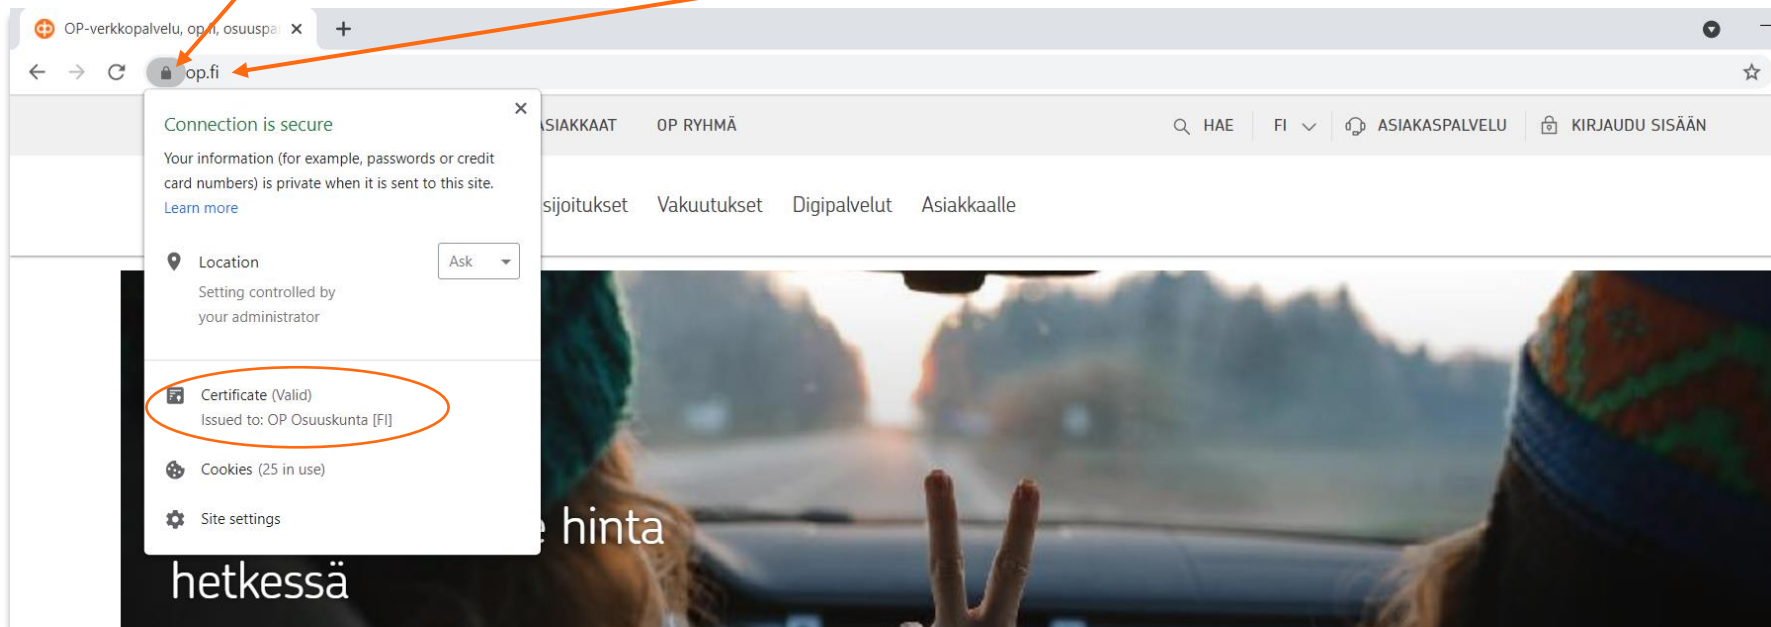 OP-verkkopalvelu, op.fi, osuuspa
op.fi
Connection is secure
Your information (for example, passwords or credit
card numbers) is private when it is sent to this site.
Learn more
Location
Ask
Setting controlled by
your administrator
Certificate (Valid)
Issued to: OP Osuuskunta [FI]
Cookies (25 in use)
Site settings
OP RYHMÄ
HAE
FI
ASIAKASPALVELU
KIRJAUDU SISÄÄN
sijoitukset
Vakuutukset
Digipalvelut
Asiakkaalle
hinta
hetkessä